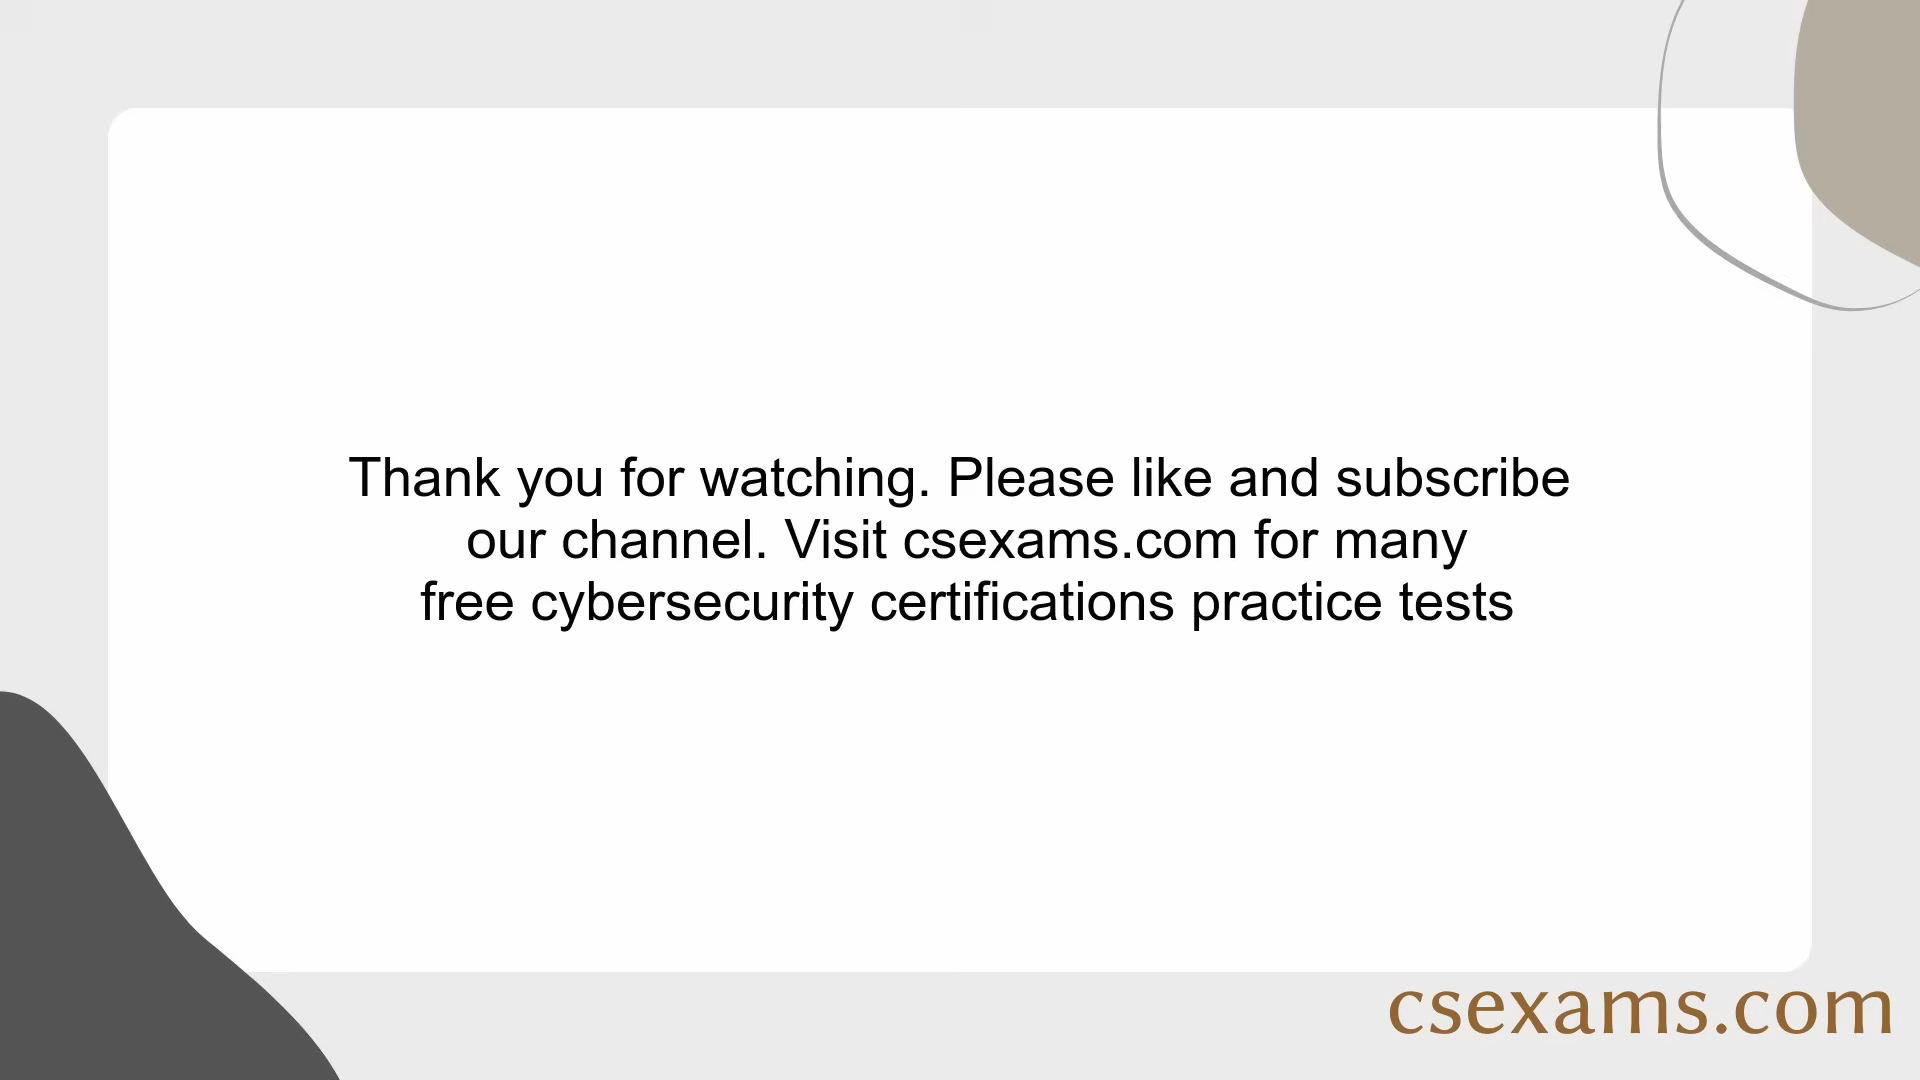 Thank you for watching. Please like and subscribe
our channel. Visit csexams.com for many
free cybersecurity certifications practice tests
csexams.com